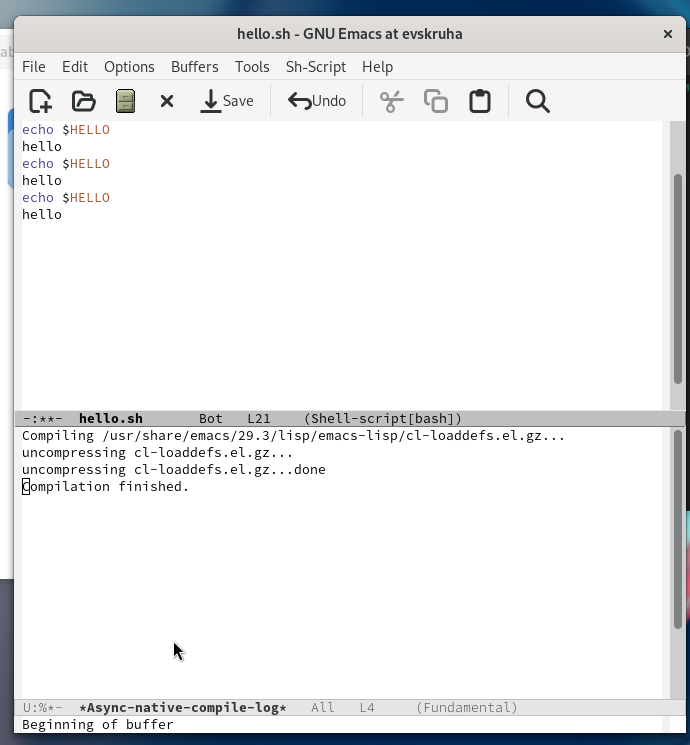 hello.sh - GNU Emacs at evskruha
File Edit Options Buffers Tools Sh-Script Help
Save Undo
echo $HELLO
hello
echo $HELLO
hello
echo $HELLO
hello
-:**- hello.sh Bot L21 (Shell-script[bash])
Compiling /usr/share/emacs/29.3/lisp/emacs-lisp/cl-loaddefs.el.gz...
uncompressing cl-loaddefs.el.gz...
uncompressing cl-loaddefs.el.gz...done
Compilation finished.
U:%*- *Async-native-compile-log* All L4 (Fundamental)
Beginning of buffer